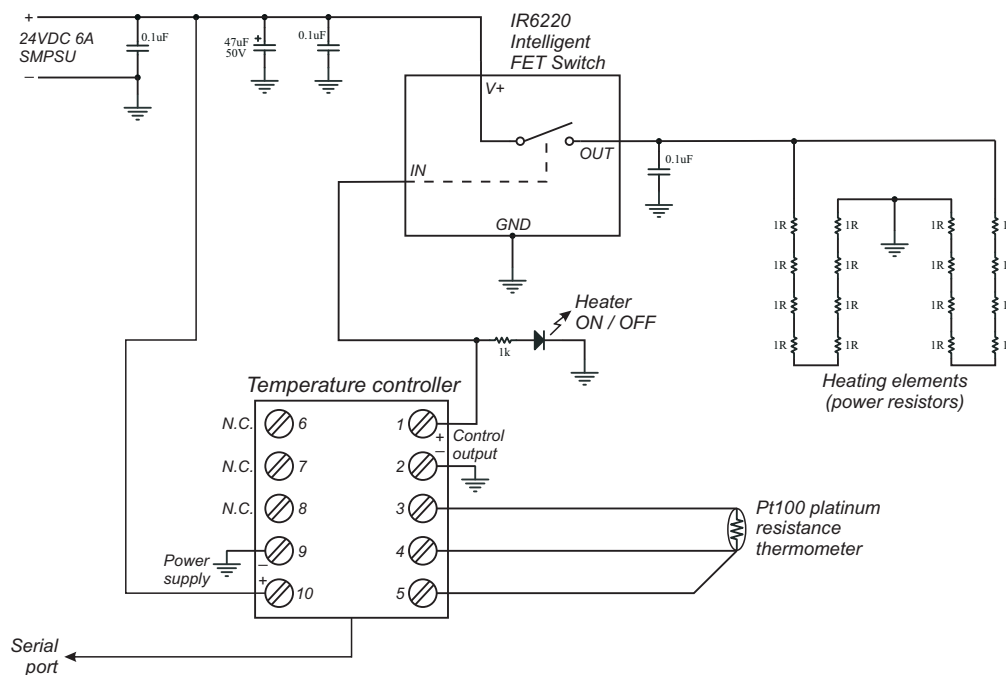 +
24VDC 6A
SMPSU
–
0.1uF
47uF
50V
+
0.1uF
IR6220
Intelligent
FET Switch
V+
IN
OUT
GND
0.1uF
1R
1R
1R
1R
1R
1R
1R
1R
1R
1R
1R
1R
Heating elements
(power resistors)
Heater
ON / OFF
1k
Temperature controller
N.C.
6
1
+
Control
output
N.C.
7
2
–
N.C.
8
3
Power
supply
9
–
4
+
10
5
Pt100 platinum
resistance
thermometer
Serial
port